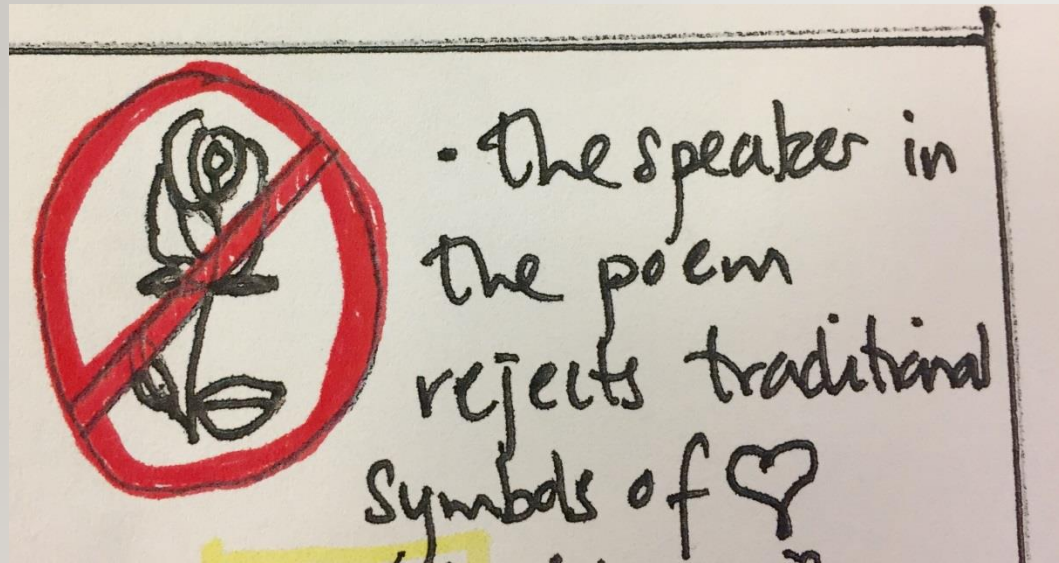 • The speaker in
the poem
rejects traditional
symbols of ♡